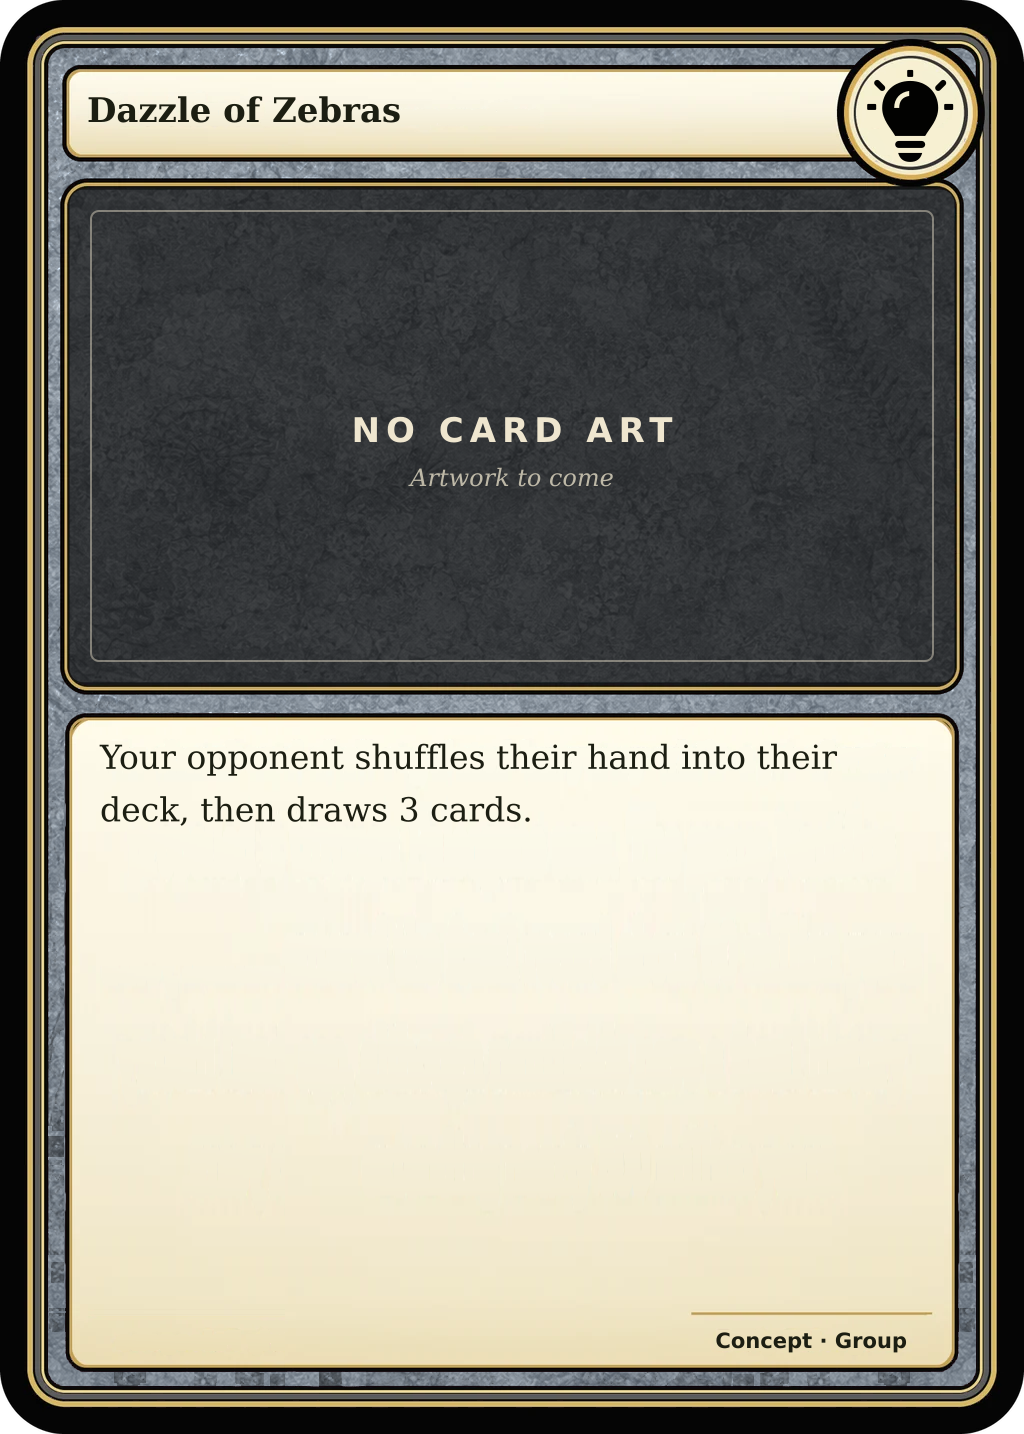 Dazzle of Zebras
NO CARD ART
Artwork to come
Your opponent shuffles their hand into their
deck, then draws 3 cards.
Concept · Group